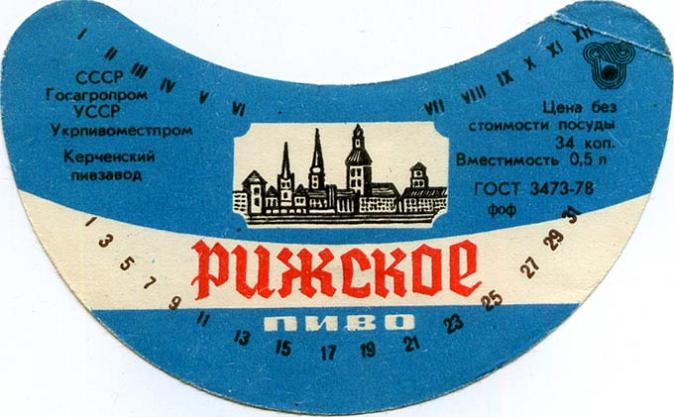 I II III IV V VI VII VIII IX X XI XII
СССР
Госагропром
УССР
Укрпивоместпром
Керченский
пивзавод
Цена без
стоимости посуды
34 коп.
Вместимость 0,5 л
ГОСТ 3473-78
фоф
РИЖСКОЕ
ПИВО
1 3 5 7 9 11 13 15 17 19 21 23 25 27 29 31